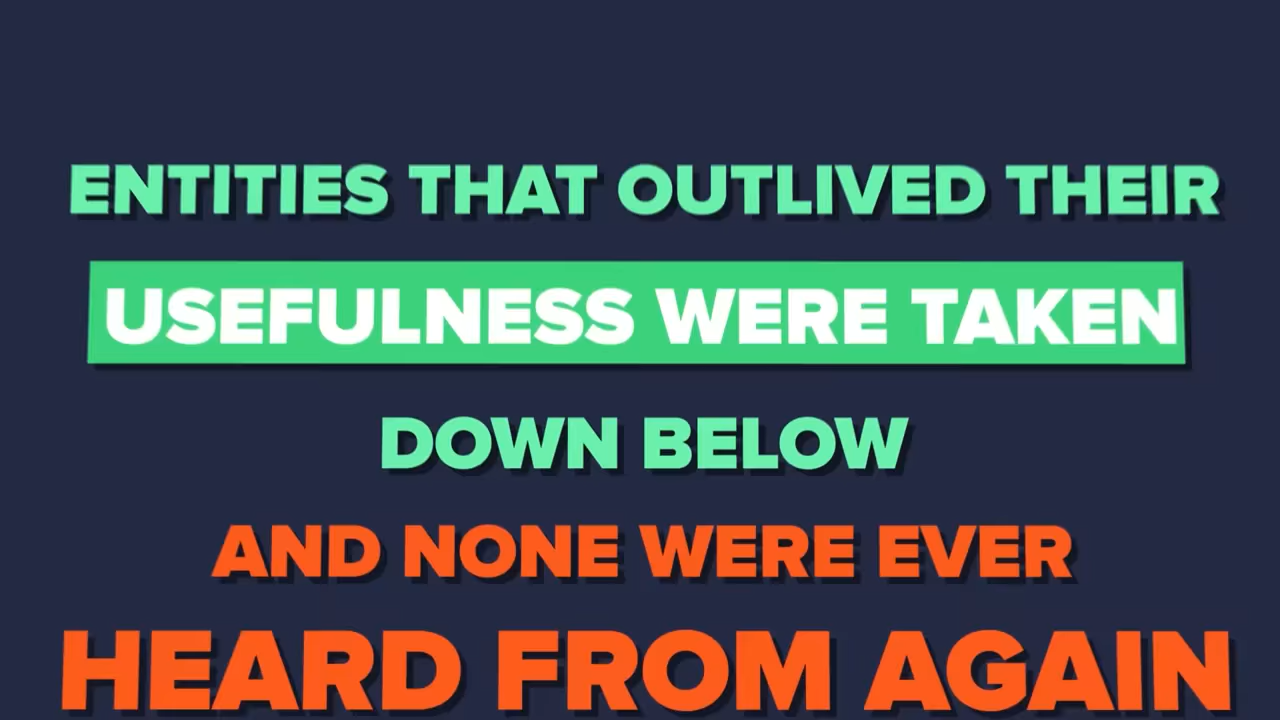 ENTITIES THAT OUTLIVED THEIR
USEFULNESS WERE TAKEN
DOWN BELOW
AND NONE WERE EVER
HEARD FROM AGAIN